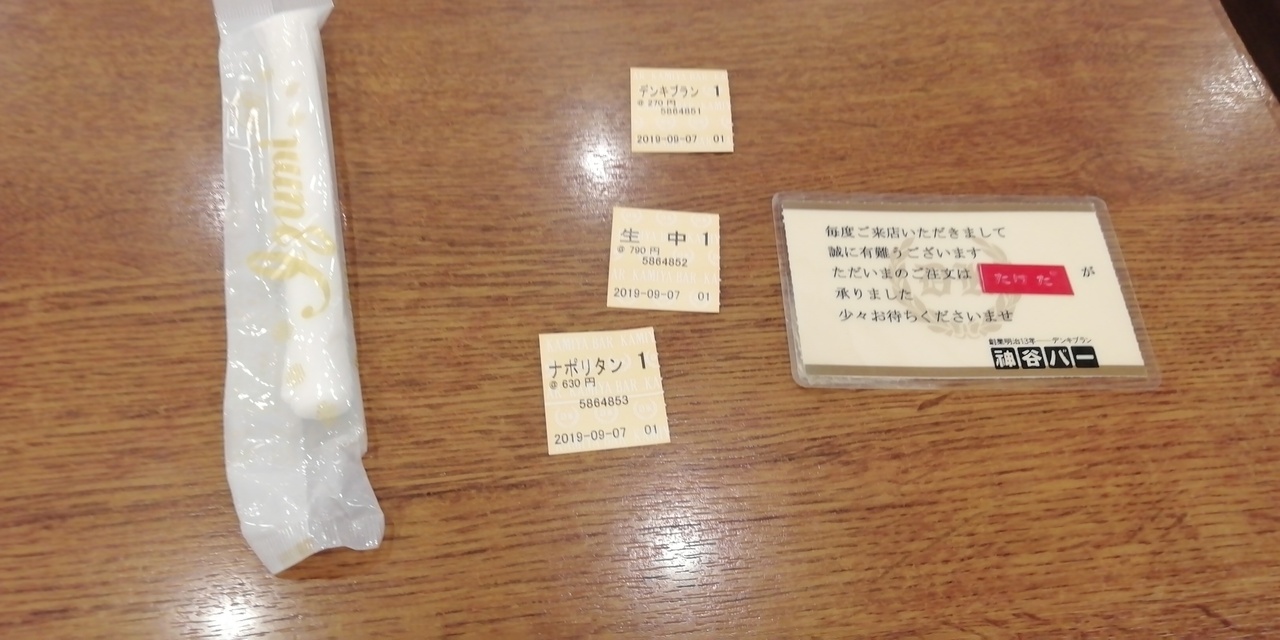 デンキブラン 1
@ 270 円
5864851
2019-09-07 01
生 中 1
@ 790 円
5864852
2019-09-07 01
ナポリタン 1
@ 630 円
5864853
2019-09-07 01
毎度ご来店いただきまして
誠に有難うございます
ただいまのご注文は たけだ が
承りました
少々お待ちくださいませ
創業明治13年 デンキブラン
神谷バー